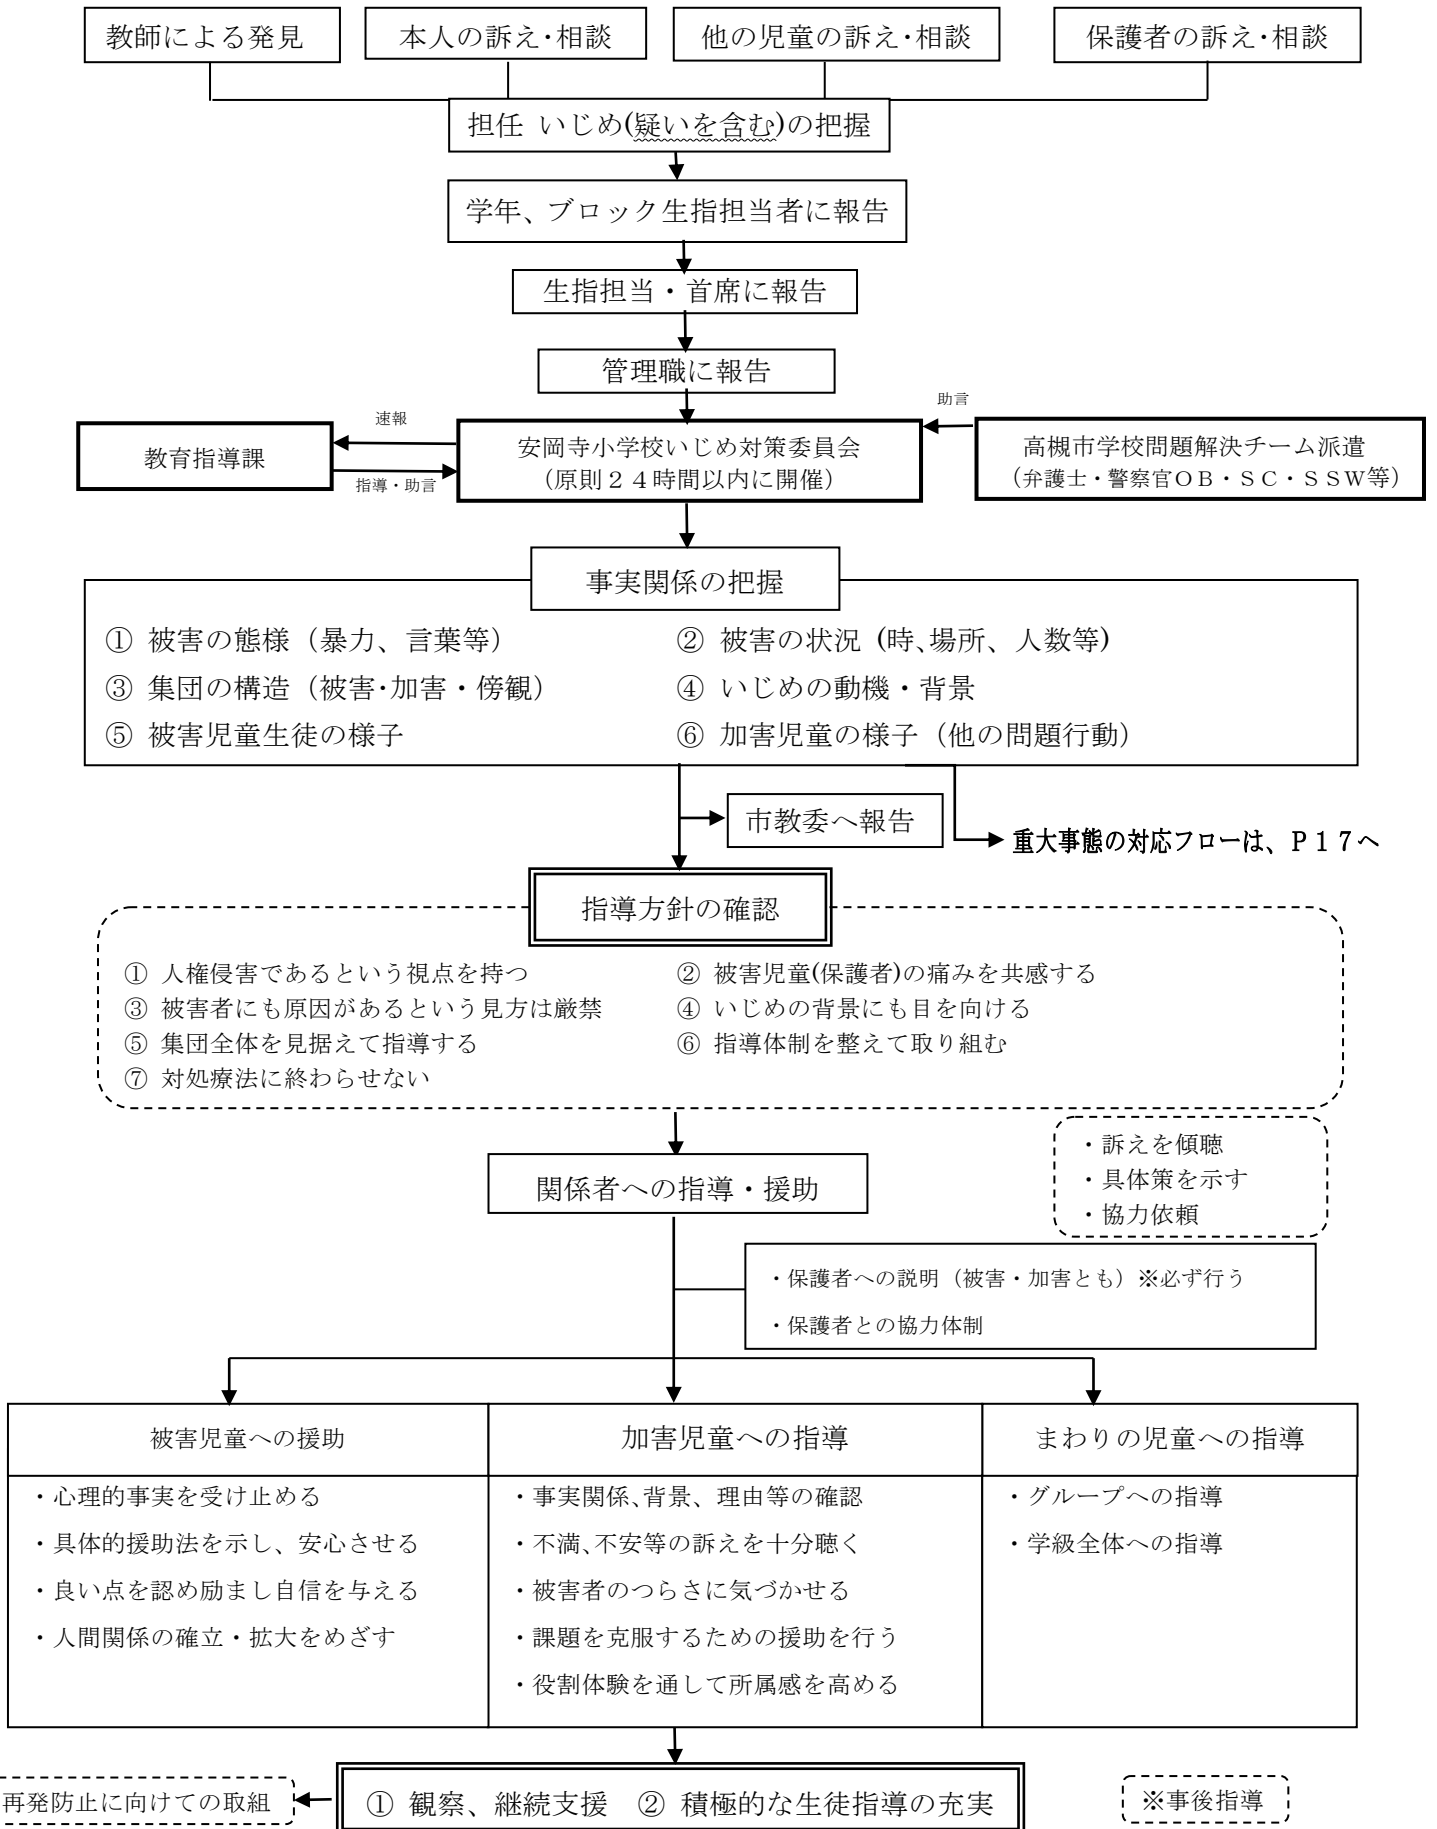 教師による発見
本人の訴え・相談
他の児童の訴え・相談
保護者の訴え・相談
担任 いじめ(疑いを含む)の把握
学年、ブロック生指担当者に報告
生指担当・首席に報告
管理職に報告
助言
速報
教育指導課
指導・助言
安岡寺小学校いじめ対策委員会
（原則２４時間以内に開催）
高槻市学校問題解決チーム派遣
（弁護士・警察官ＯＢ・ＳＣ・ＳＳＷ等）
事実関係の把握
① 被害の態様（暴力、言葉等）
② 被害の状況 (時、場所、人数等)
③ 集団の構造（被害・加害・傍観）
④ いじめの動機・背景
⑤ 被害児童生徒の様子
⑥ 加害児童の様子（他の問題行動）
市教委へ報告
重大事態の対応フローは、Ｐ１７へ
指導方針の確認
① 人権侵害であるという視点を持つ
② 被害児童(保護者)の痛みを共感する
③ 被害者にも原因があるという見方は厳禁
④ いじめの背景にも目を向ける
⑤ 集団全体を見据えて指導する
⑥ 指導体制を整えて取り組む
⑦ 対処療法に終わらせない
関係者への指導・援助
・訴えを傾聴
・具体策を示す
・協力依頼
・保護者への説明（被害・加害とも）※必ず行う
・保護者との協力体制
被害児童への援助
・心理的事実を受け止める
・具体的援助法を示し、安心させる
・良い点を認め励まし自信を与える
・人間関係の確立・拡大をめざす
加害児童への指導
・事実関係、背景、理由等の確認
・不満、不安等の訴えを十分聴く
・被害者のつらさに気づかせる
・課題を克服するための援助を行う
・役割体験を通して所属感を高める
まわりの児童への指導
・グループへの指導
・学級全体への指導
再発防止に向けての取組
① 観察、継続支援　② 積極的な生徒指導の充実
※事後指導